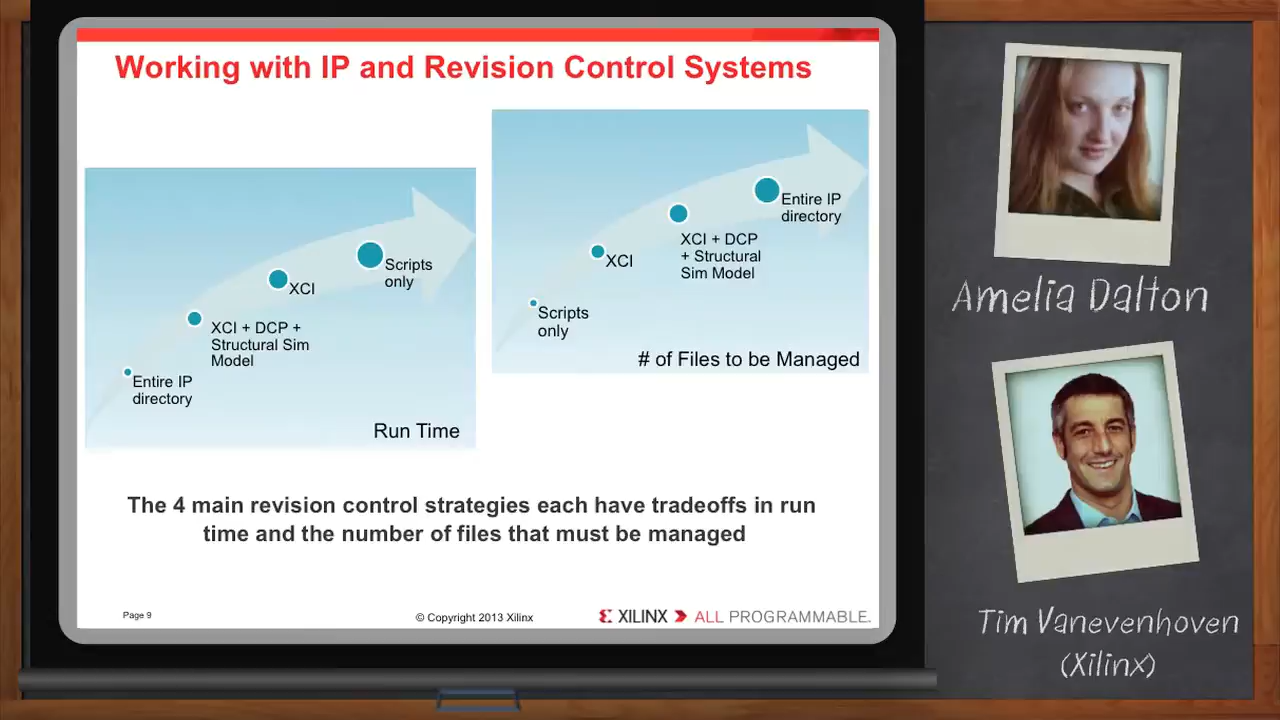 Working with IP and Revision Control Systems
Scripts
only
XCI
XCI + DCP +
Structural Sim
Model
Entire IP
directory
Run Time
Entire IP
directory
XCI + DCP
+ Structural
Sim Model
XCI
Scripts
only
# of Files to be Managed
The 4 main revision control strategies each have tradeoffs in run
time and the number of files that must be managed
Page 9
© Copyright 2013 Xilinx
XILINX ALL PROGRAMMABLE.
Amelia Dalton
Tim Vanevenhoven
(Xilinx)